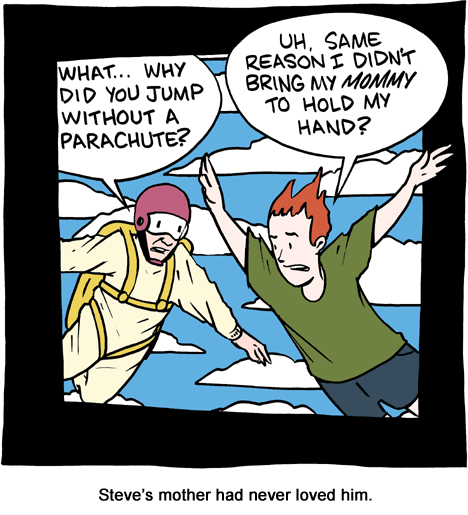 WHAT... WHY
DID YOU JUMP
WITHOUT A
PARACHUTE?
UH, SAME
REASON I DIDN'T
BRING MY MOMMY
TO HOLD MY
HAND?
Steve's mother had never loved him.